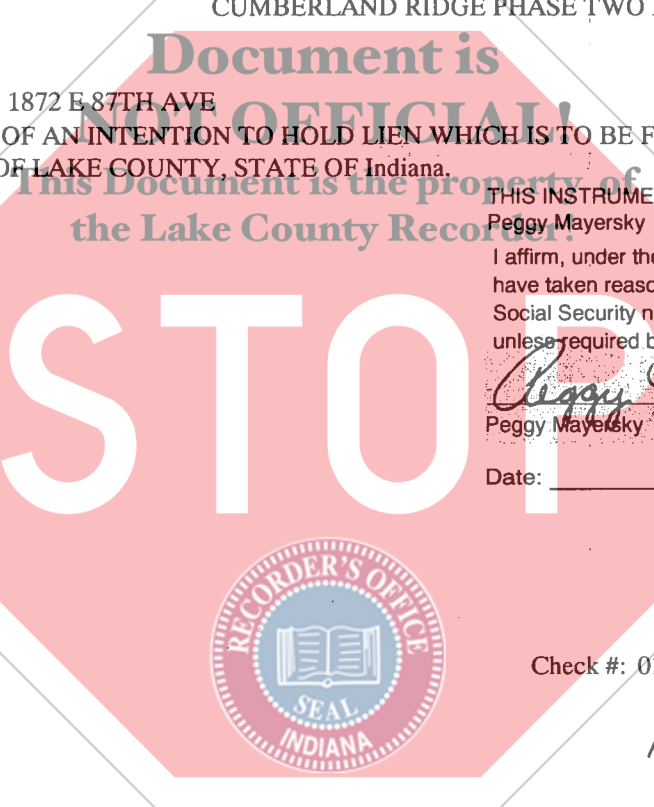 CUMBERLAND RIDGE PHASE TWO
Document is
1872 E 87TH AVE
NOT OFFICIAL!
OF AN INTENTION TO HOLD LIEN WHICH IS TO BE F
OF LAKE COUNTY, STATE OF Indiana.
This Document is the property of
the Lake County Recorder!
THIS INSTRUME
Peggy Mayersky
I affirm, under the
have taken reaso
Social Security n
unless required b
STOP
Peggy
Peggy Mayersky
Date:
RECORDER'S OFFICE
SEAL
INDIANA
Check #: 0